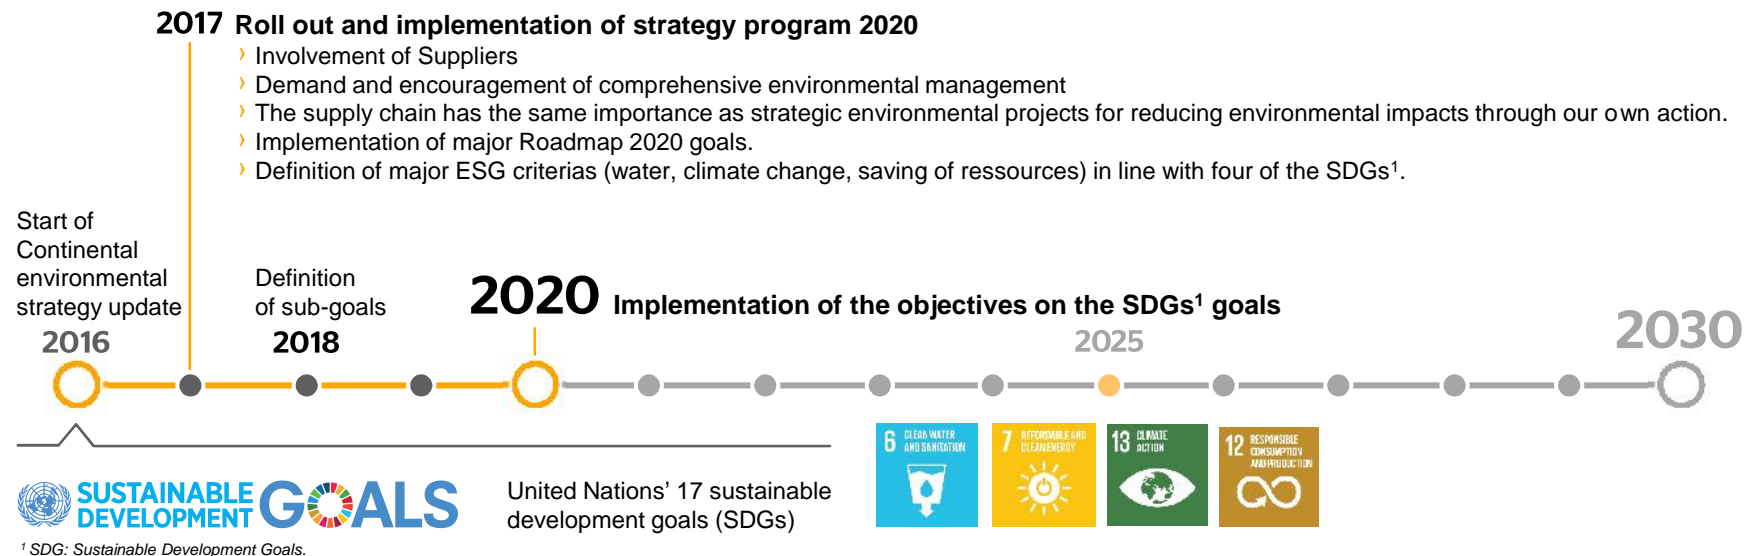 2017 Roll out and implementation of strategy program 2020
› Involvement of Suppliers
› Demand and encouragement of comprehensive environmental management
› The supply chain has the same importance as strategic environmental projects for reducing environmental impacts through our own action.
› Implementation of major Roadmap 2020 goals.
› Definition of major ESG criterias (water, climate change, saving of ressources) in line with four of the SDGs¹.
Start of
Continental
environmental
strategy update
2016
Definition
of sub-goals
2018
2020 Implementation of the objectives on the SDGs¹ goals
2025
2030
6 CLEAN WATER
AND SANITATION
7 AFFORDABLE AND
CLEAN ENERGY
13 CLIMATE
ACTION
12 RESPONSIBLE
CONSUMPTION
AND PRODUCTION
SUSTAINABLE
DEVELOPMENT
GOALS
United Nations' 17 sustainable
development goals (SDGs)
¹ SDG: Sustainable Development Goals.